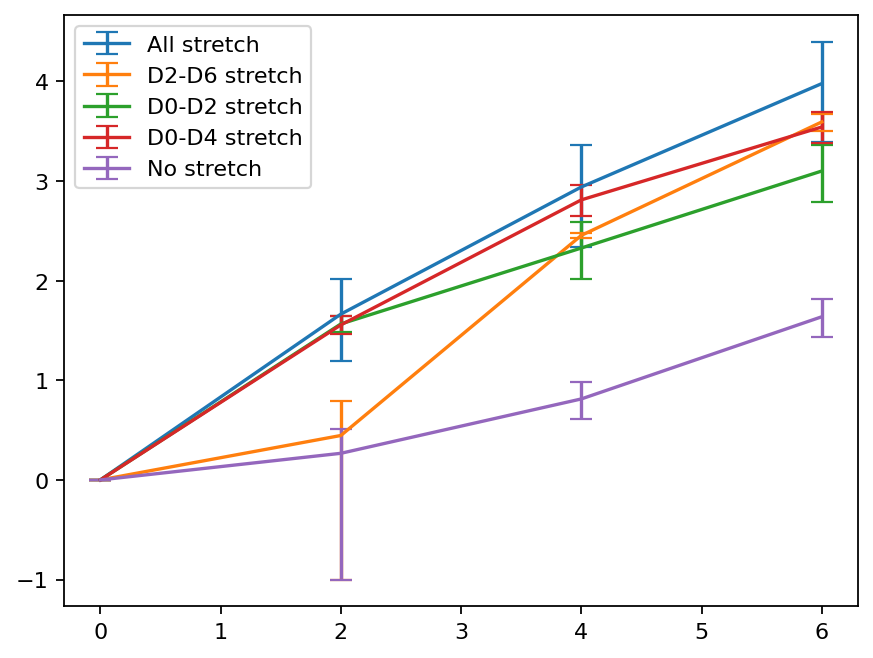 All stretch
D2-D6 stretch
D0-D2 stretch
D0-D4 stretch
No stretch
4
3
2
1
0
−1
0 1 2 3 4 5 6